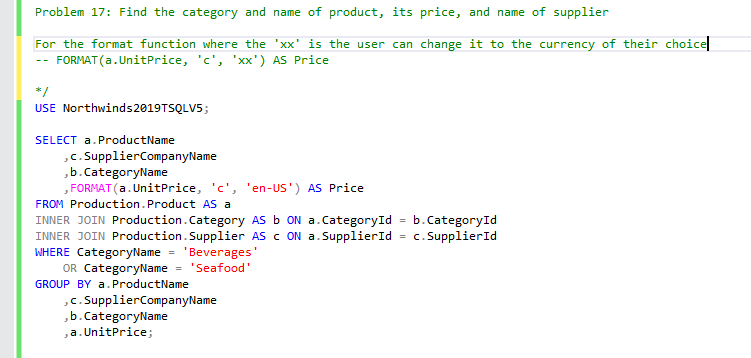 Problem 17: Find the category and name of product, its price, and name of supplier
For the format function where the 'xx' is the user can change it to the currency of their choice
-- FORMAT(a.UnitPrice, 'c', 'xx') AS Price
*/
USE Northwinds2019TSQLV5;
SELECT a.ProductName
,c.SupplierCompanyName
,b.CategoryName
,FORMAT(a.UnitPrice, 'c', 'en-US') AS Price
FROM Production.Product AS a
INNER JOIN Production.Category AS b ON a.CategoryId = b.CategoryId
INNER JOIN Production.Supplier AS c ON a.SupplierId = c.SupplierId
WHERE CategoryName = 'Beverages'
OR CategoryName = 'Seafood'
GROUP BY a.ProductName
,c.SupplierCompanyName
,b.CategoryName
,a.UnitPrice;